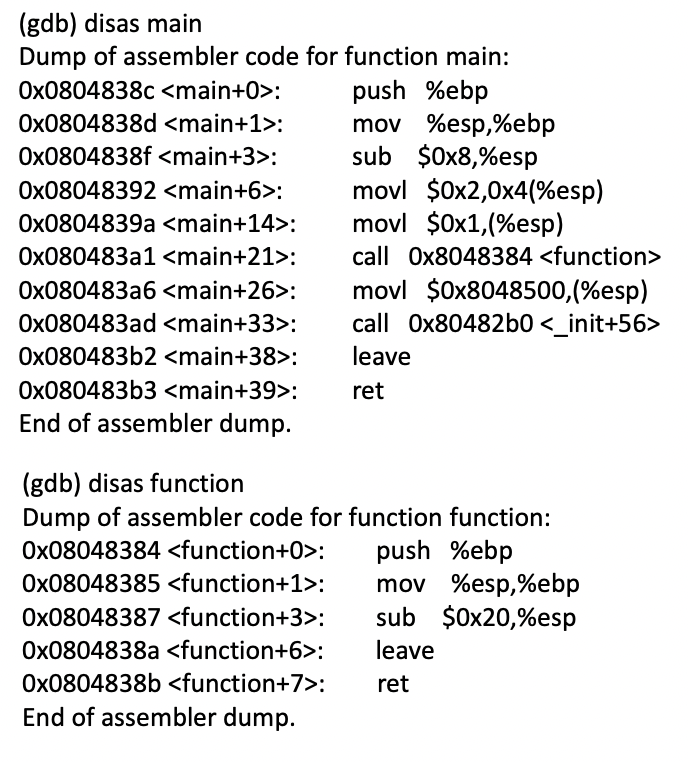 (gdb) disas main
Dump of assembler code for function main:
0x0804838c <main+0>: push %ebp
0x0804838d <main+1>: mov %esp,%ebp
0x0804838f <main+3>: sub $0x8,%esp
0x08048392 <main+6>: movl $0x2,0x4(%esp)
0x0804839a <main+14>: movl $0x1,(%esp)
0x080483a1 <main+21>: call 0x8048384 <function>
0x080483a6 <main+26>: movl $0x8048500,(%esp)
0x080483ad <main+33>: call 0x80482b0 <_init+56>
0x080483b2 <main+38>: leave
0x080483b3 <main+39>: ret
End of assembler dump.
(gdb) disas function
Dump of assembler code for function function:
0x08048384 <function+0>: push %ebp
0x08048385 <function+1>: mov %esp,%ebp
0x08048387 <function+3>: sub $0x20,%esp
0x0804838a <function+6>: leave
0x0804838b <function+7>: ret
End of assembler dump.